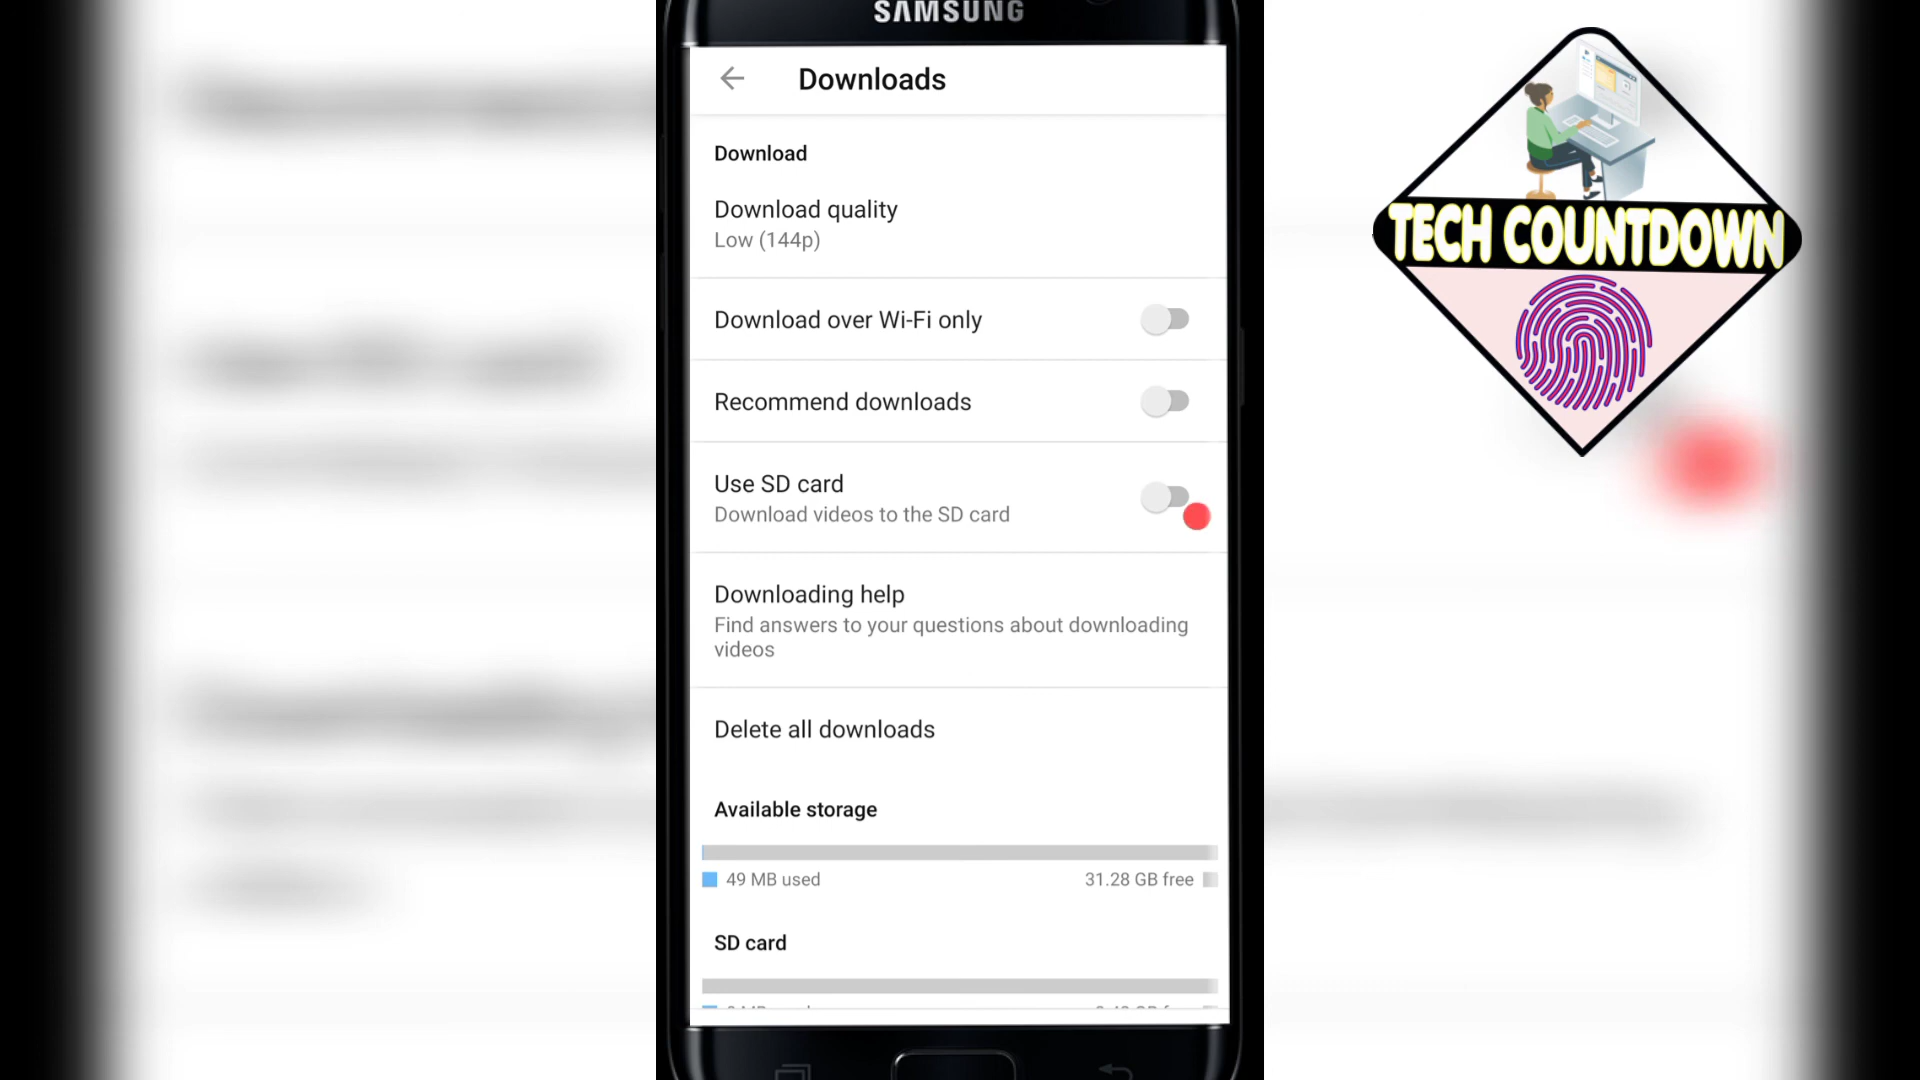 SAMSUNG
Downloads
Download
Download quality
Low (144p)
Download over Wi-Fi only
Recommend downloads
Use SD card
Download videos to the SD card
Downloading help
Find answers to your questions about downloading
videos
Delete all downloads
Available storage
49 MB used 31.28 GB free
SD card
TECH COUNTDOWN